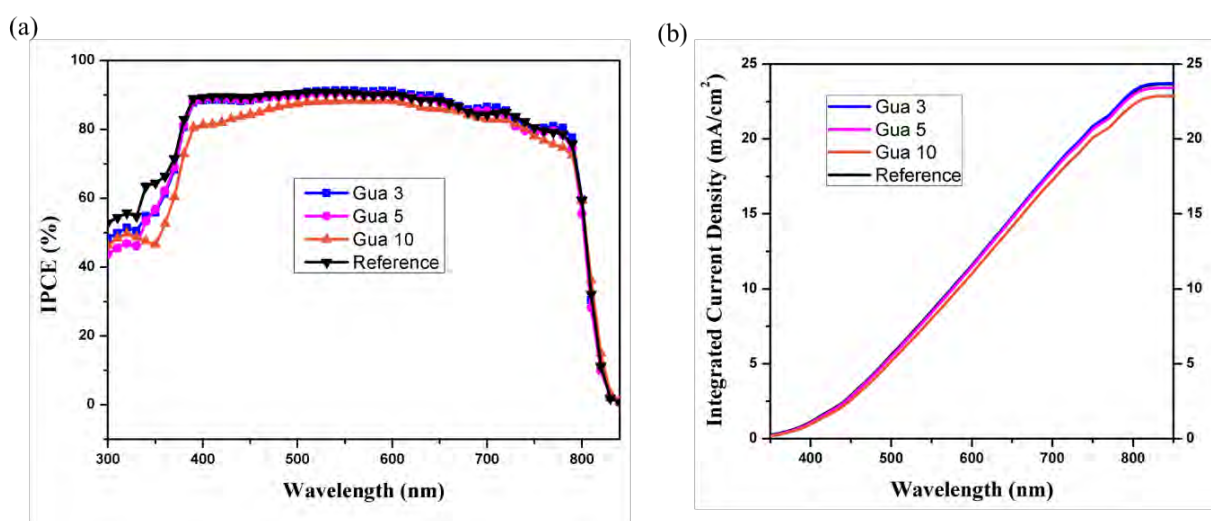 (a)
100
80
60
40
20
0
IPCE (%)
Gua 3
Gua 5
Gua 10
Reference
300 400 500 600 700 800
Wavelength (nm)
(b)
25 25
20 20
15 15
10 10
5 5
0 0
Integrated Current Density (mA/cm²)
Gua 3
Gua 5
Gua 10
Reference
400 500 600 700 800
Wavelength (nm)